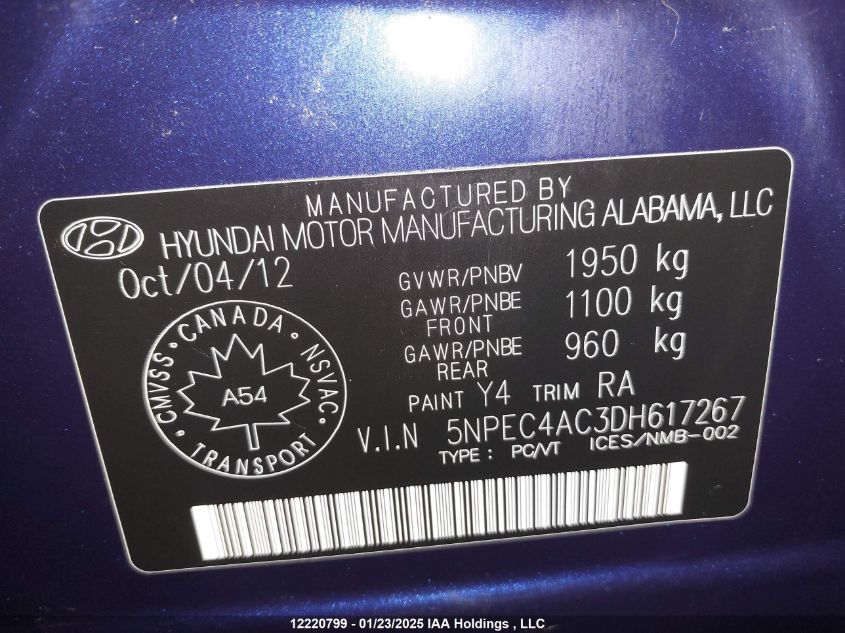 MANUFACTURED BY
HYUNDAI MOTOR MANUFACTURING ALABAMA, LLC
Oct/04/12
GVWR/PNBV 1950 kg
GAWR/PNBE FRONT 1100 kg
GAWR/PNBE REAR 960 kg
PAINT Y4 TRIM RA
V.I.N 5NPEC4AC3DH617267
TYPE: PC/VT ICES/NMB-002
CANADA
CMVSS NSVAC
A54
TRANSPORT
12220799 - 01/23/2025 IAA Holdings , LLC